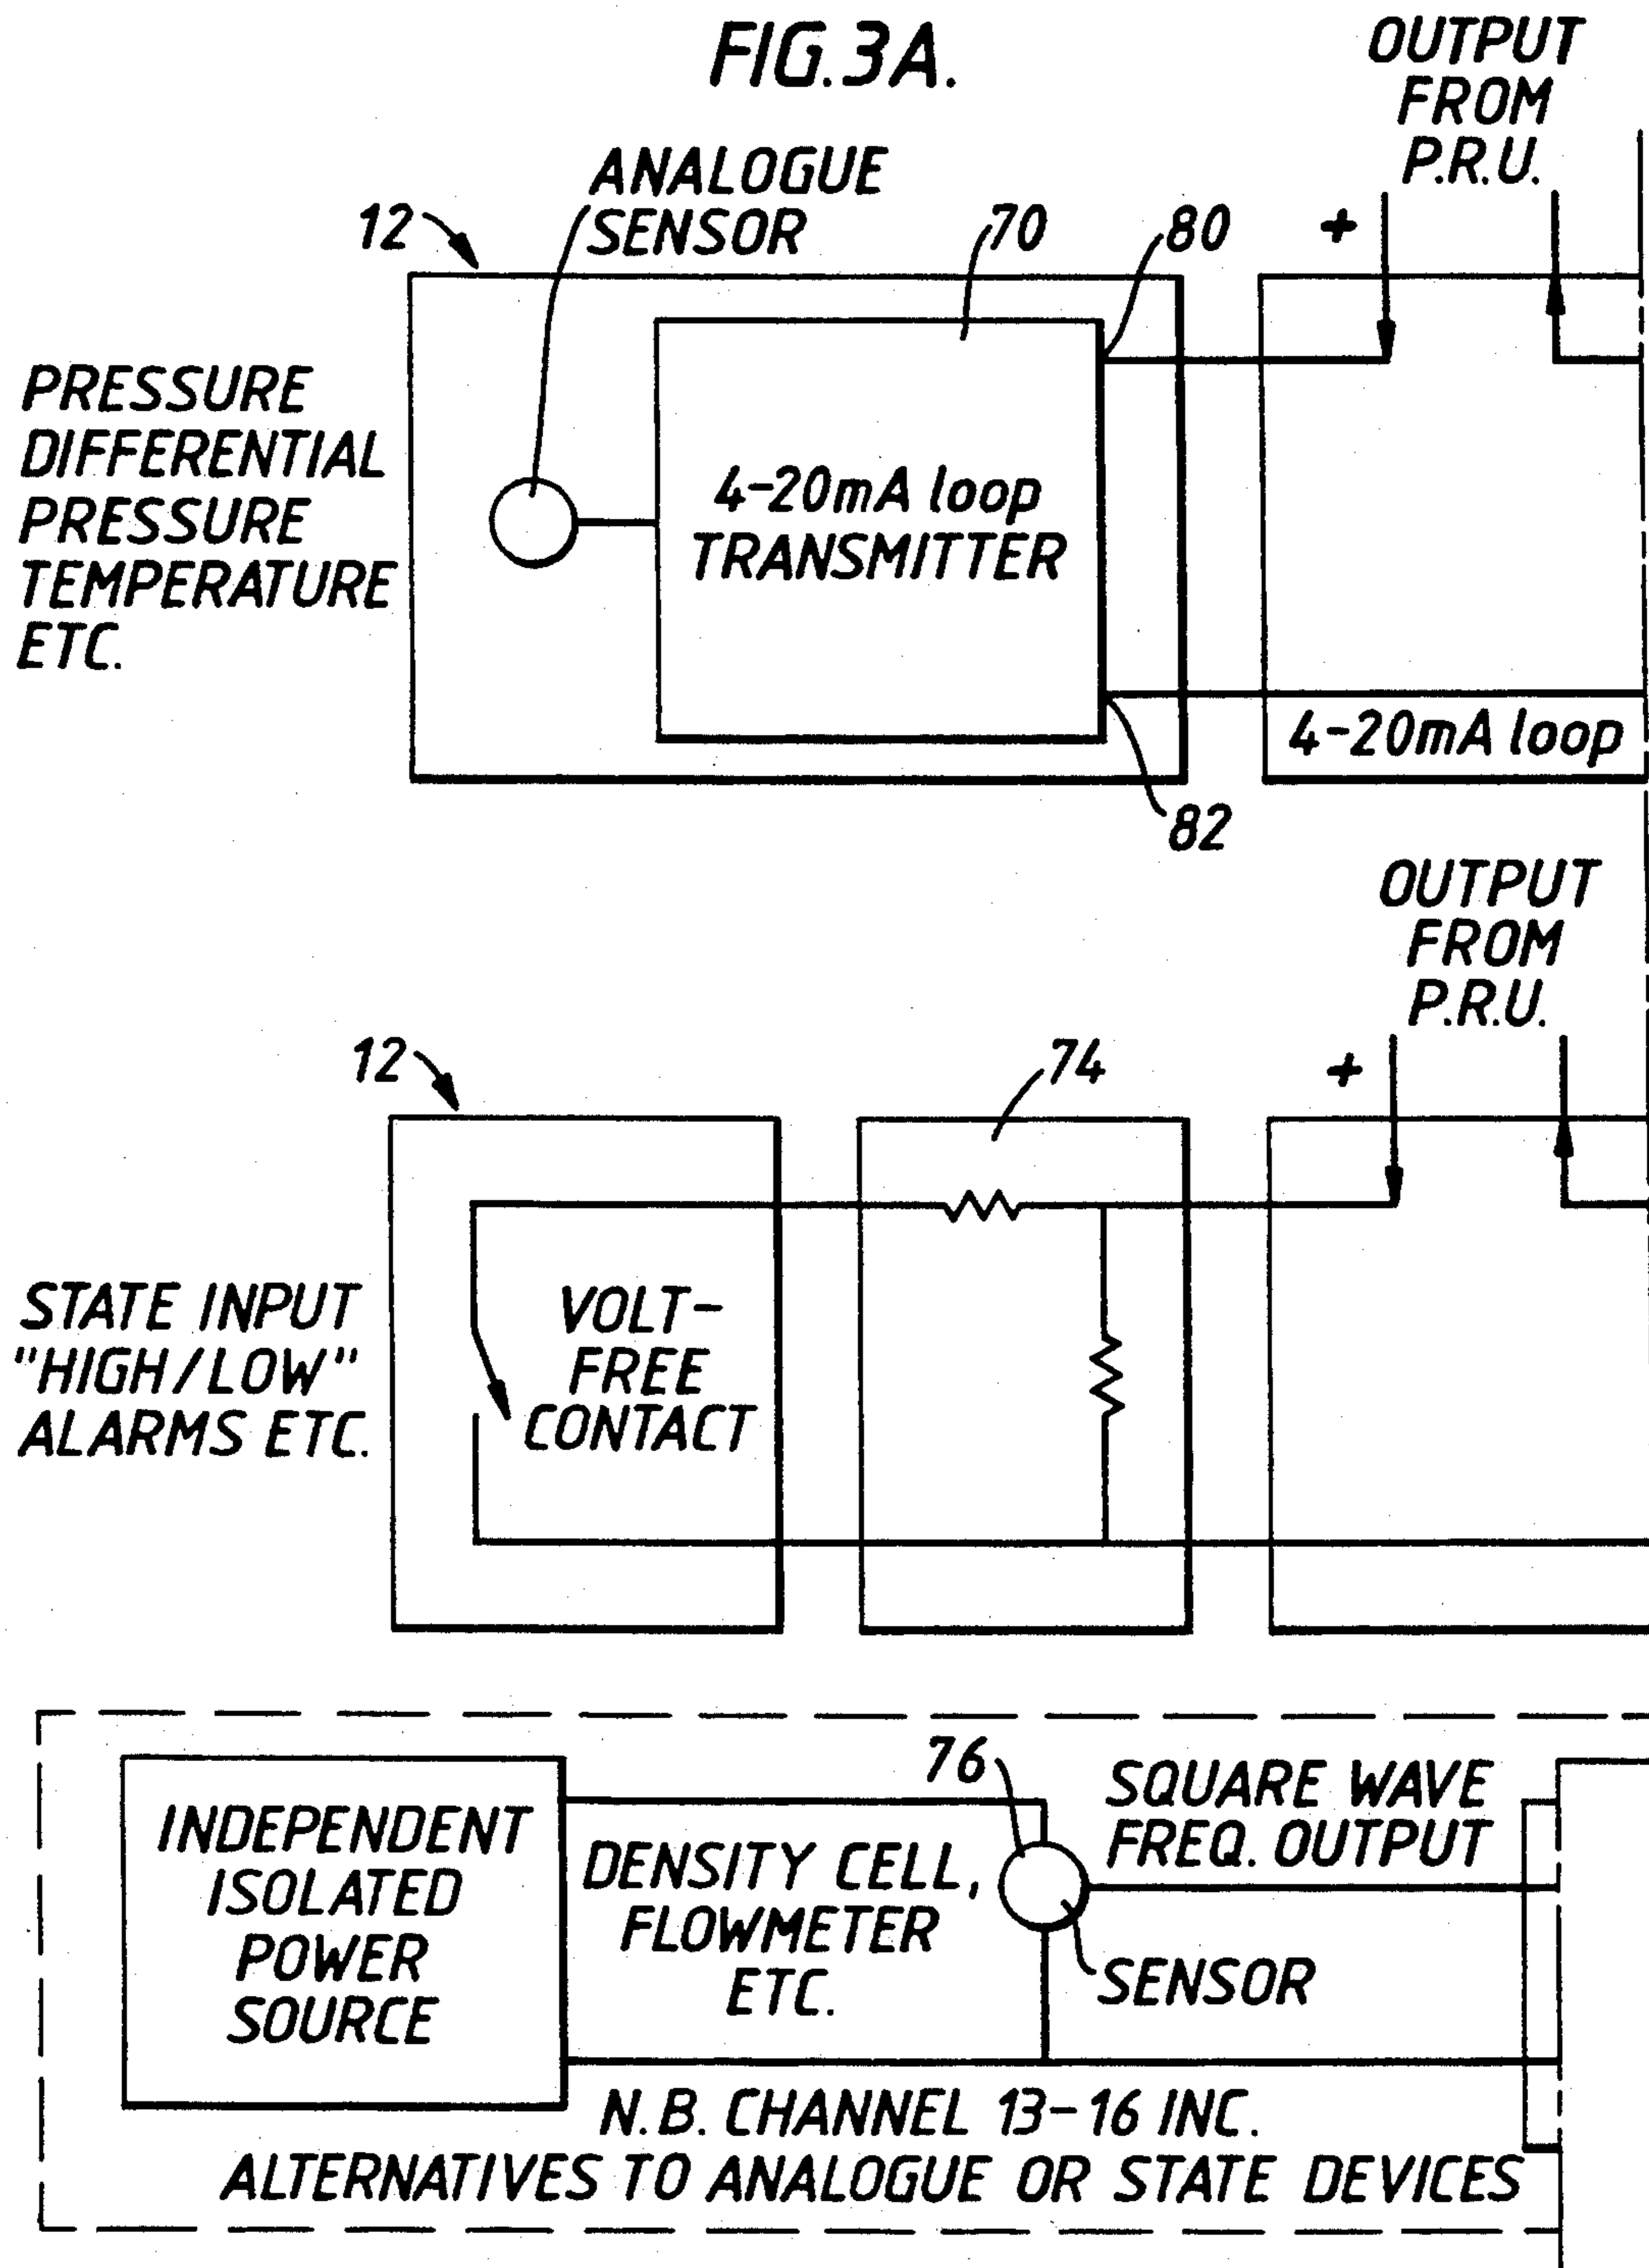 FIG.3A.
OUTPUT
FROM
P.R.U.
ANALOGUE
SENSOR
12
70
80
+
PRESSURE
DIFFERENTIAL
PRESSURE
TEMPERATURE
ETC.
4-20mA loop
TRANSMITTER
4-20mA loop
82
OUTPUT
FROM
P.R.U.
12
74
+
STATE INPUT
"HIGH/LOW"
ALARMS ETC.
VOLT-
FREE
CONTACT
76
INDEPENDENT
ISOLATED
POWER
SOURCE
DENSITY CELL,
FLOWMETER
ETC.
SQUARE WAVE
FREQ. OUTPUT
SENSOR
N.B. CHANNEL 13-16 INC.
ALTERNATIVES TO ANALOGUE OR STATE DEVICES